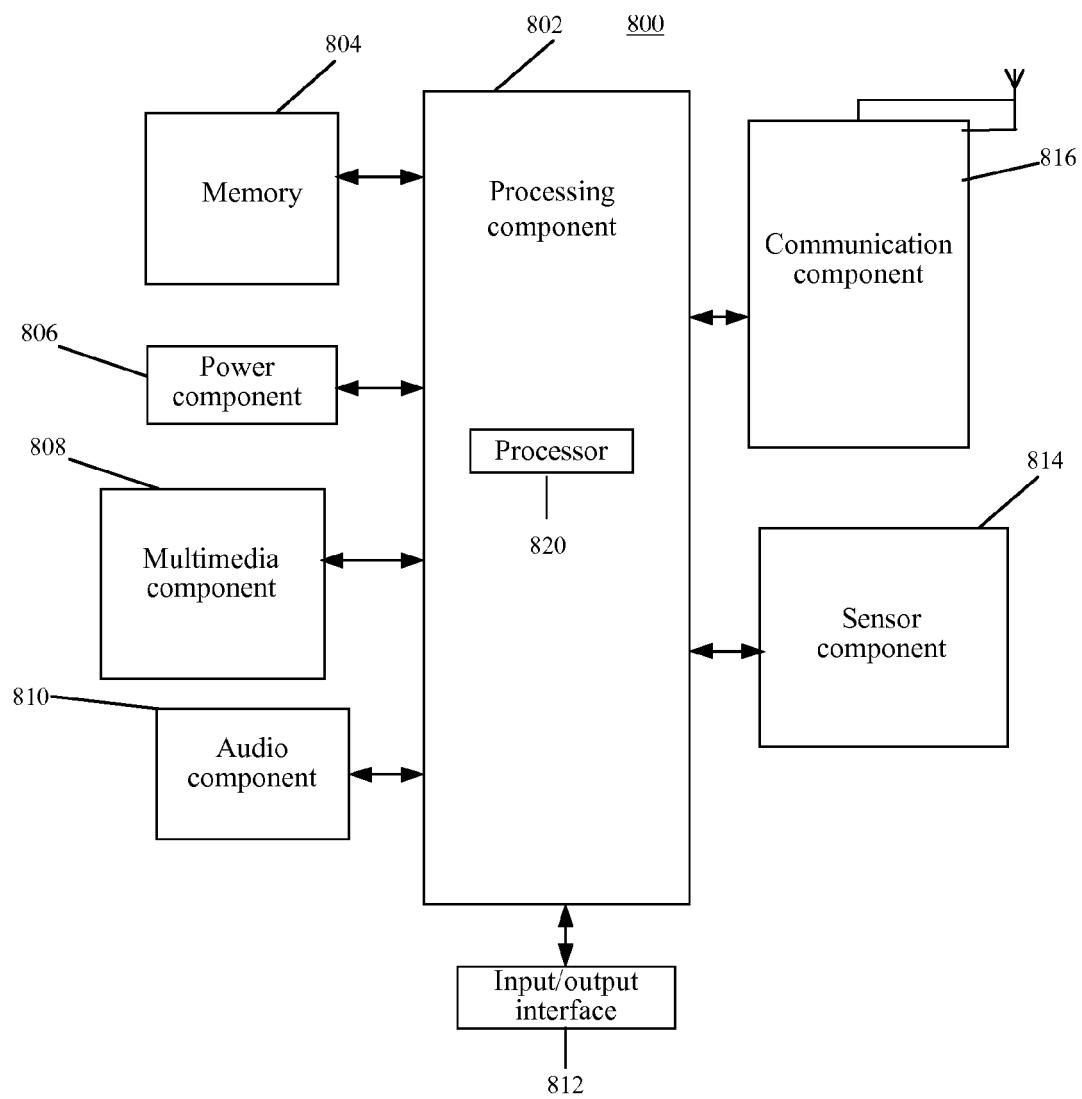 802
800
804
816
Memory
Processing
component
Communication
component
806
Power
component
808
Processor
814
820
Multimedia
component
Sensor
component
810
Audio
component
Input/output
interface
812